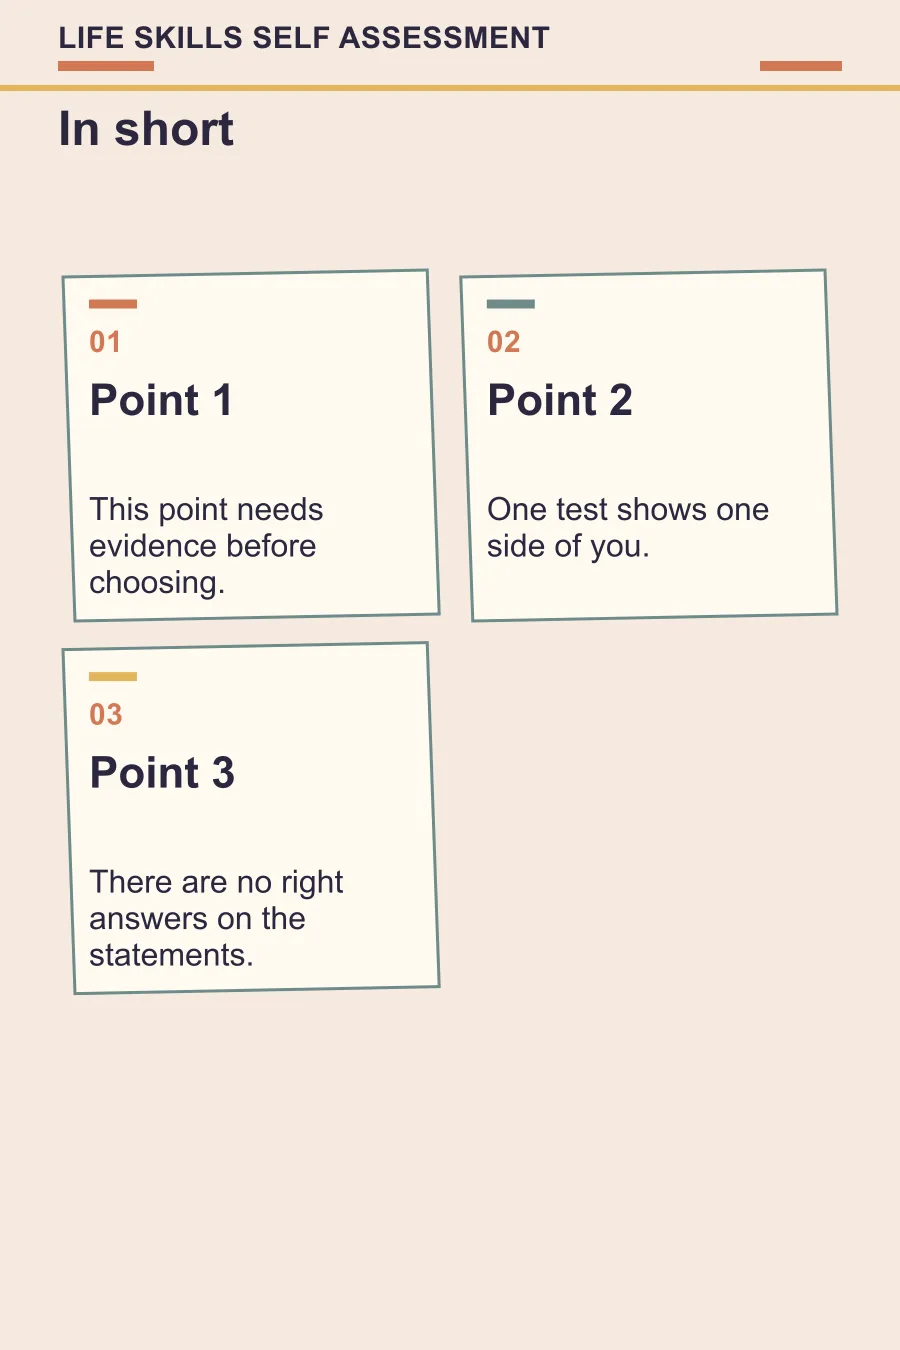 LIFE SKILLS SELF ASSESSMENT
In short
01
Point 1
This point needs
evidence before
choosing.
02
Point 2
One test shows one
side of you.
03
Point 3
There are no right
answers on the
statements.